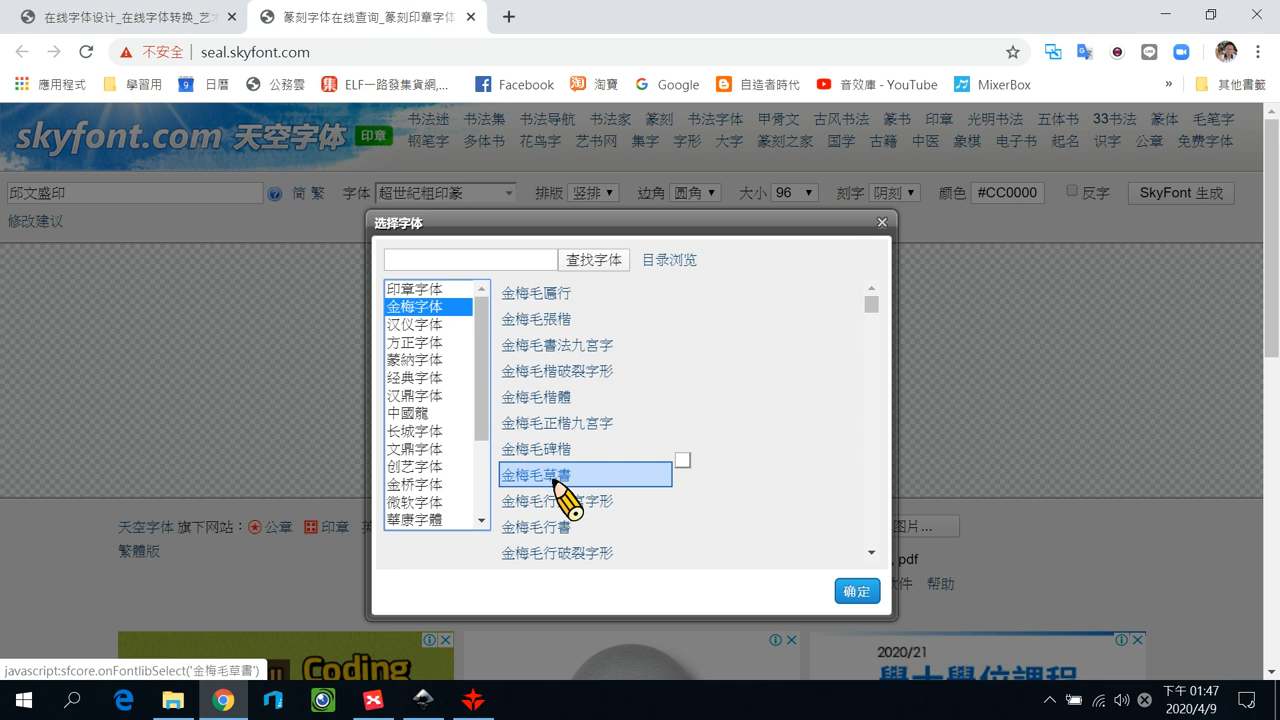 在线字体设计_在线字体转换_艺术
篆刻字体在线查询_篆刻印章字体
不安全
seal.skyfont.com
應用程式
學習用
日曆
公務雲
ELF一路發集貨網,...
Facebook
淘寶
Google
自造者時代
音效庫 - YouTube
MixerBox
»
其他書籤
skyfont.com 天空字体 印章
书法迷 书法集 书法导航 书法家 篆刻 书法字体 甲骨文 古风书法 篆书 印章 光明书法 五体书 33书法 篆体 毛笔字
钢笔字 多体书 花鸟字 艺书网 集字 字形 大字 篆刻之家 国学 古籍 中医 象棋 电子书 起名 识字 公章 免费字体
邱文盛印
简 繁 字体 超世纪粗印篆 排版 竖排 边角 圆角 大小 96 刻字 阴刻 颜色 #CC0000 反字 SkyFont 生成
修改建议
选择字体
查找字体 目录浏览
印章字体
金梅字体
汉仪字体
方正字体
蒙納字体
经典字体
汉鼎字体
中國龍
长城字体
文鼎字体
创艺字体
金桥字体
微软字体
華康字體
金梅毛匾行
金梅毛張楷
金梅毛書法九宮字
金梅毛楷破裂字形
金梅毛楷體
金梅毛正楷九宮字
金梅毛碑楷
金梅毛草書
金梅毛行
字形
金梅毛行書
金梅毛行破裂字形
确定
天空字体 旗下网站: 公章 印章
图片...
繁體版
, pdf
帮助
Coding
2020/21
學士學位課程
javascript:sfcore.onFontlibSelect('金梅毛草書')
下午 01:47
2020/4/9